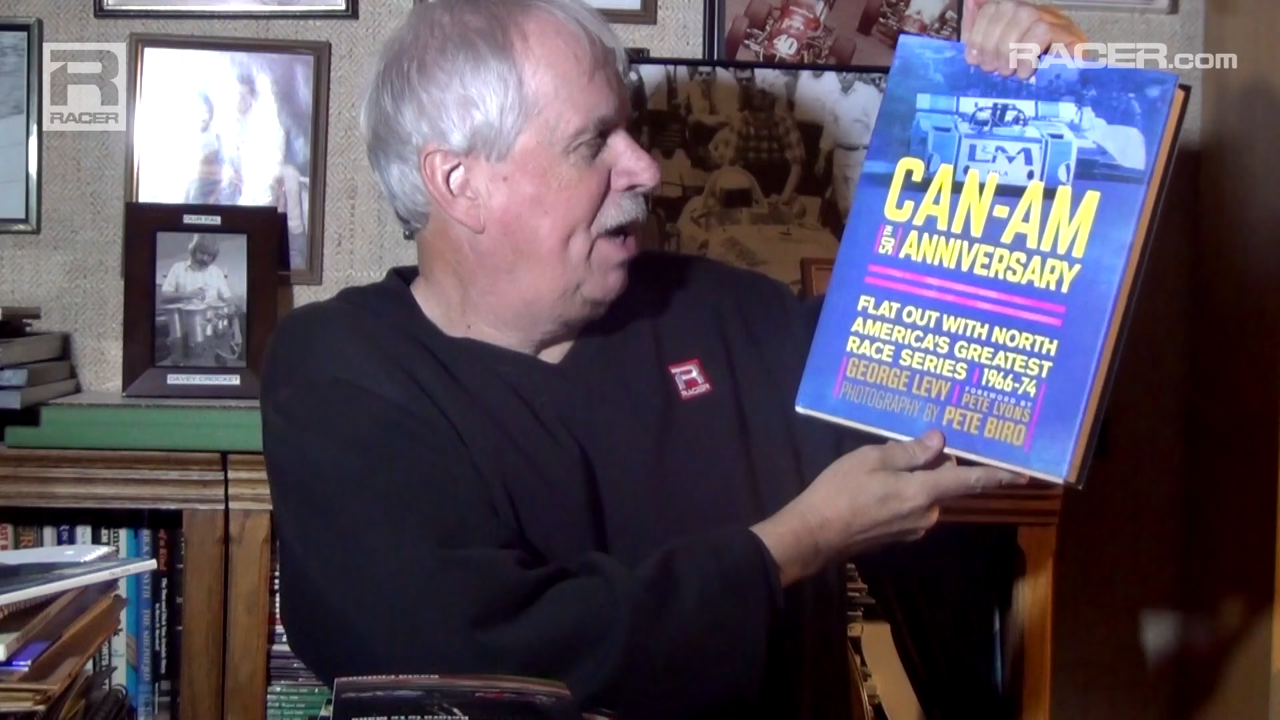 R
RACER
RACER.com
40
OUR PAL
DAVEY CROCKET
L&M
CAN-AM
50TH ANNIVERSARY
FLAT OUT WITH NORTH
AMERICA'S GREATEST
RACE SERIES | 1966-74
GEORGE LEVY
FOREWORD BY
PETE LYONS
PHOTOGRAPHY BY PETE BIRO
R
RACER